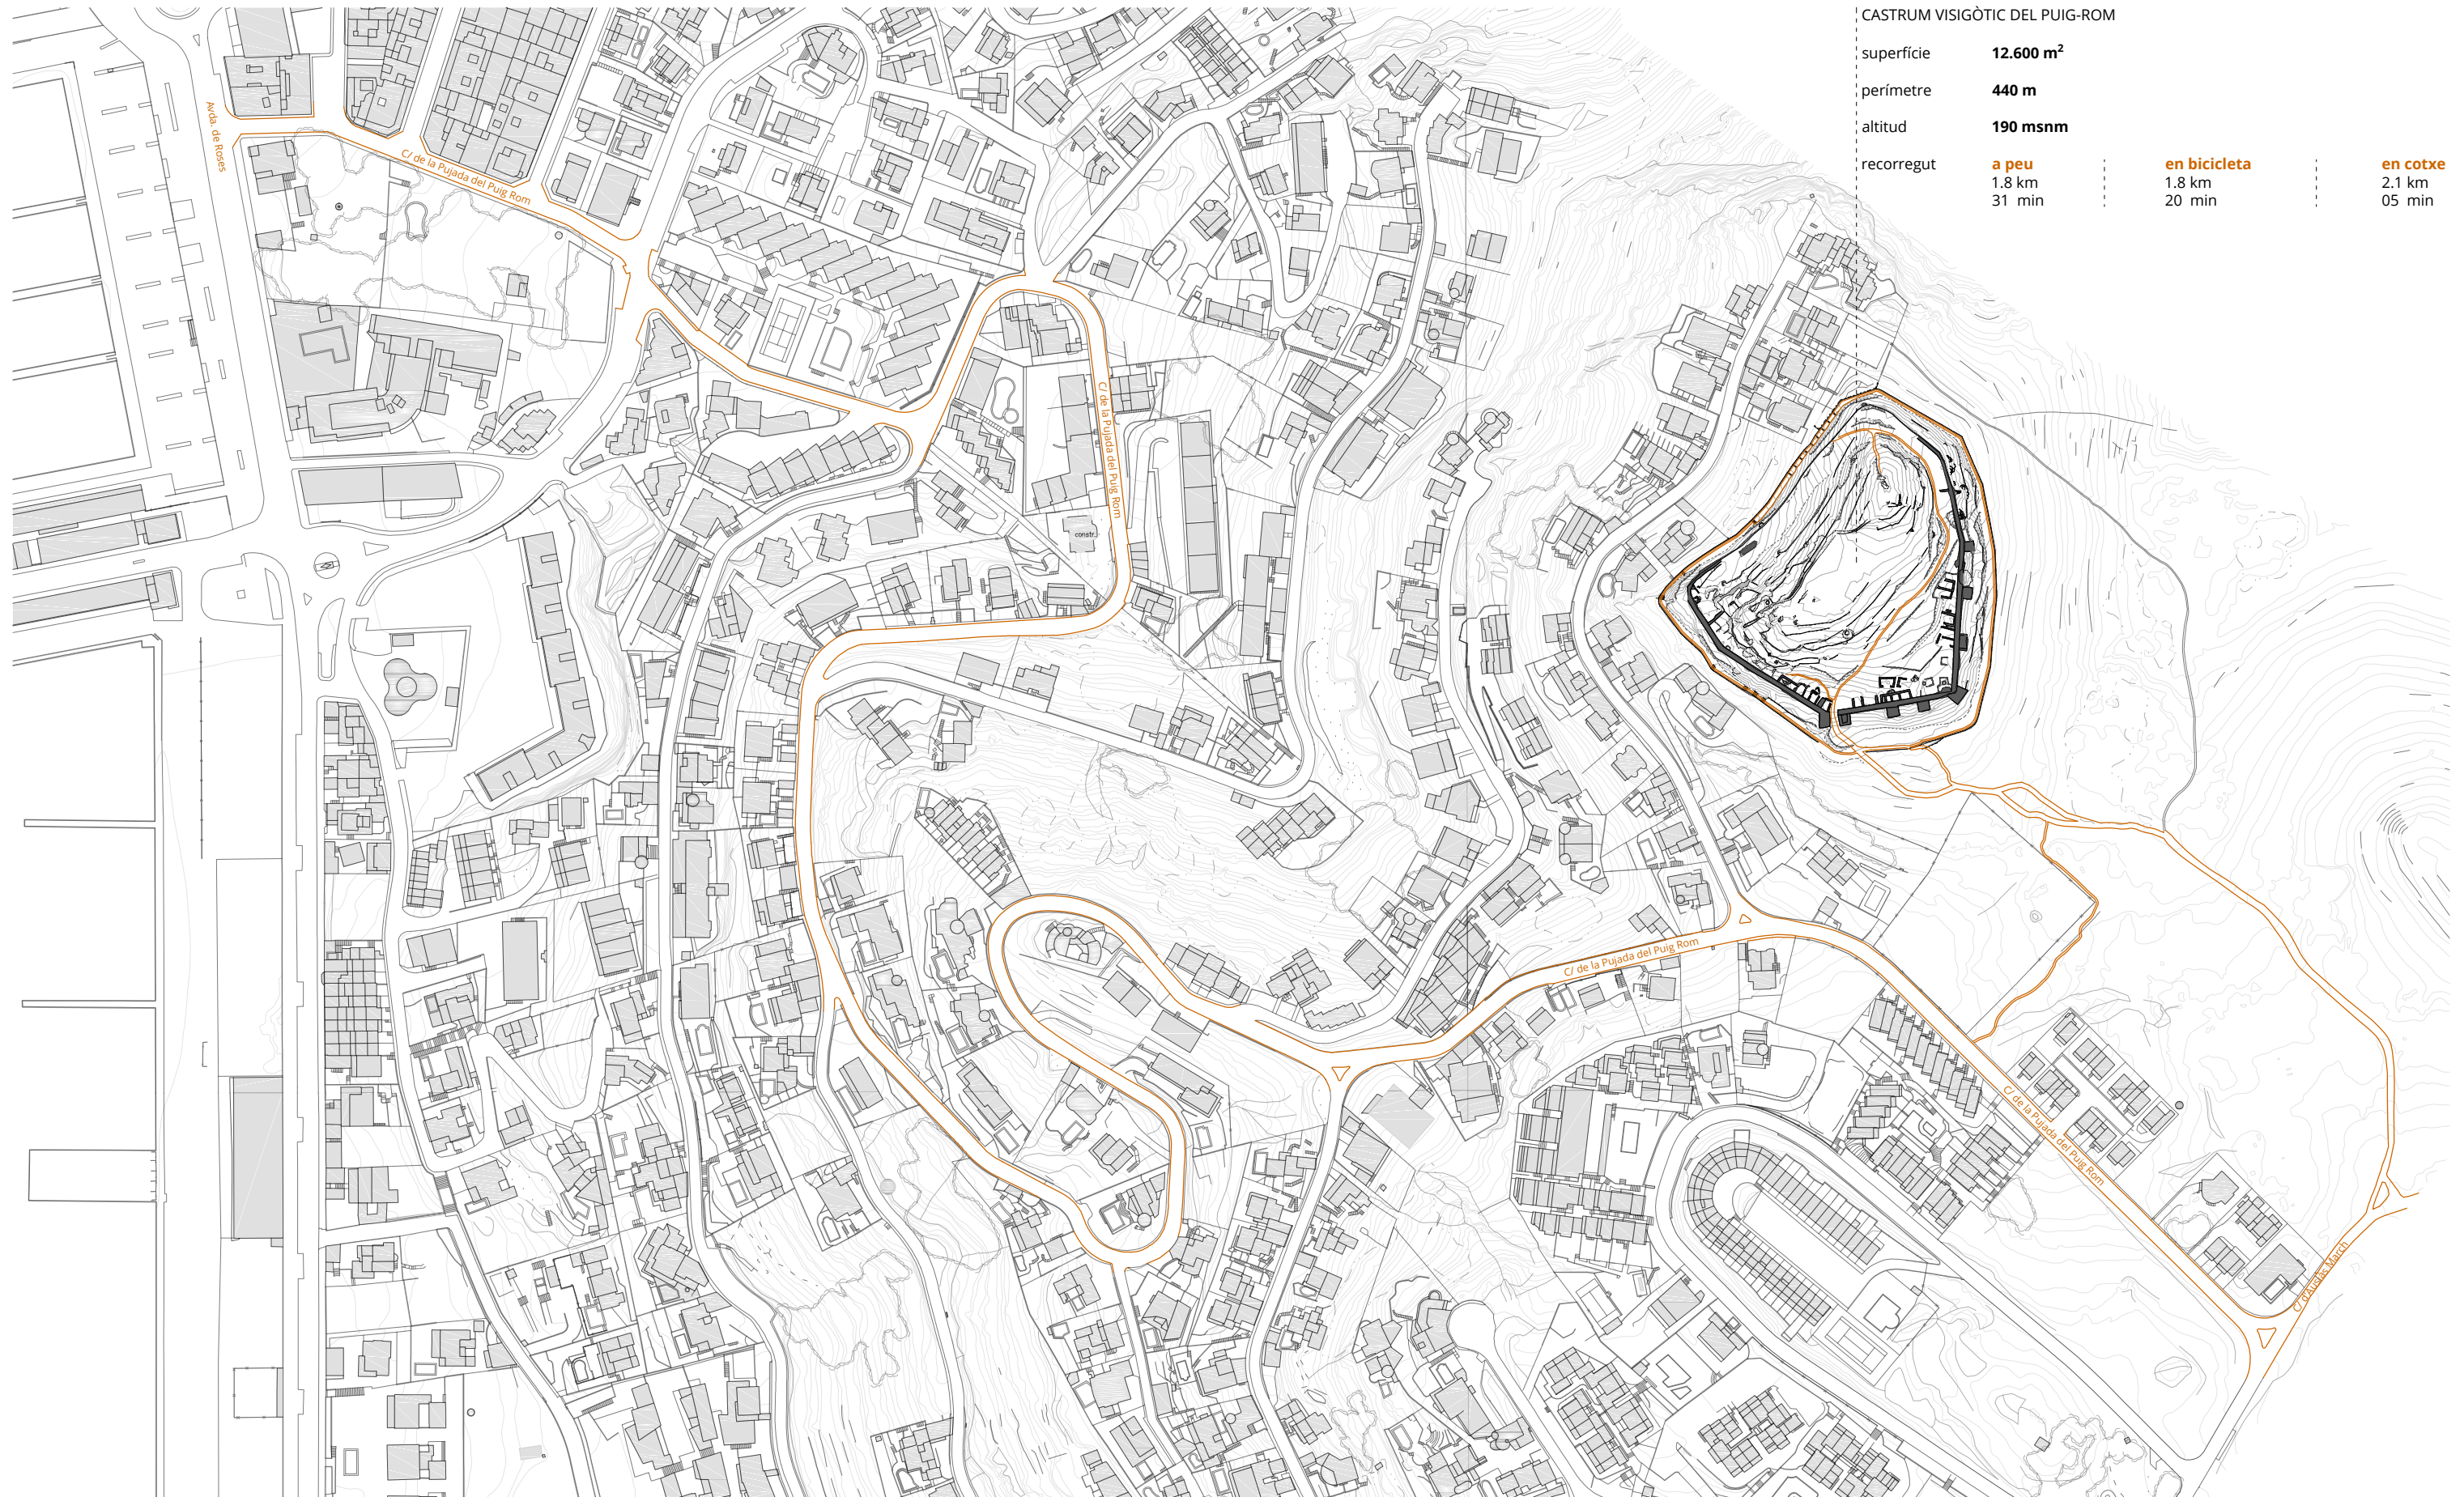 CASTRUM VISIGÒTIC DEL PUIG-ROM
superfície 12.600 m²
perímetre 440 m
altitud 190 msnm
recorregut a peu en bicicleta en cotxe
1.8 km 1.8 km 2.1 km
31 min 20 min 05 min
Avda. de Roses
C/ de la Pujada del Puig Rom
C/ de la Pujada del Puig Rom
constr.
C/ de la Pujada del Puig Rom
C/ de la Pujada del Puig Rom
C/ d'Ausiàs March